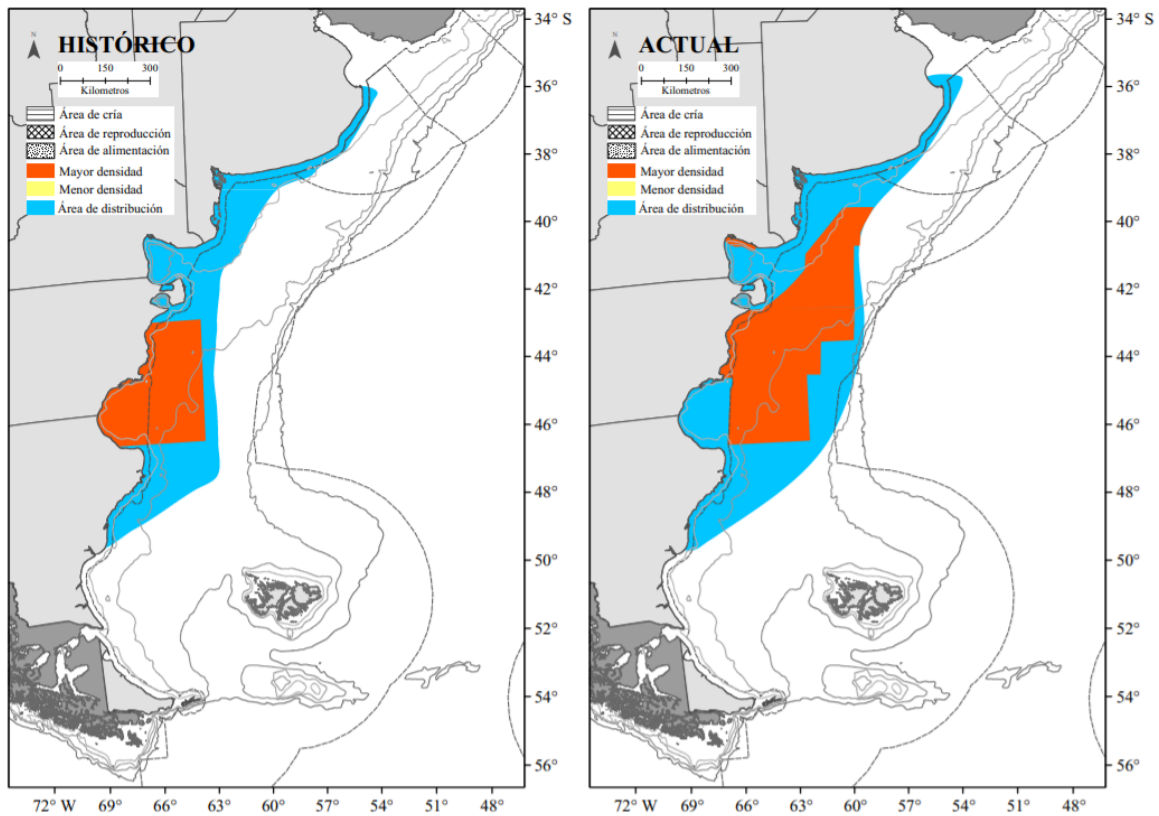 N
HISTÓRICO
0 150 300
Kilometros
Área de cría
Área de reproducción
Área de alimentación
Mayor densidad
Menor densidad
Área de distribución
34° S
36°
38°
40°
42°
44°
46°
48°
50°
52°
54°
56°
72° W 69° 66° 63° 60° 57° 54° 51° 48°
N
ACTUAL
0 150 300
Kilometros
Área de cría
Área de reproducción
Área de alimentación
Mayor densidad
Menor densidad
Área de distribución
34° S
36°
38°
40°
42°
44°
46°
48°
50°
52°
54°
56°
72° W 69° 66° 63° 60° 57° 54° 51° 48°